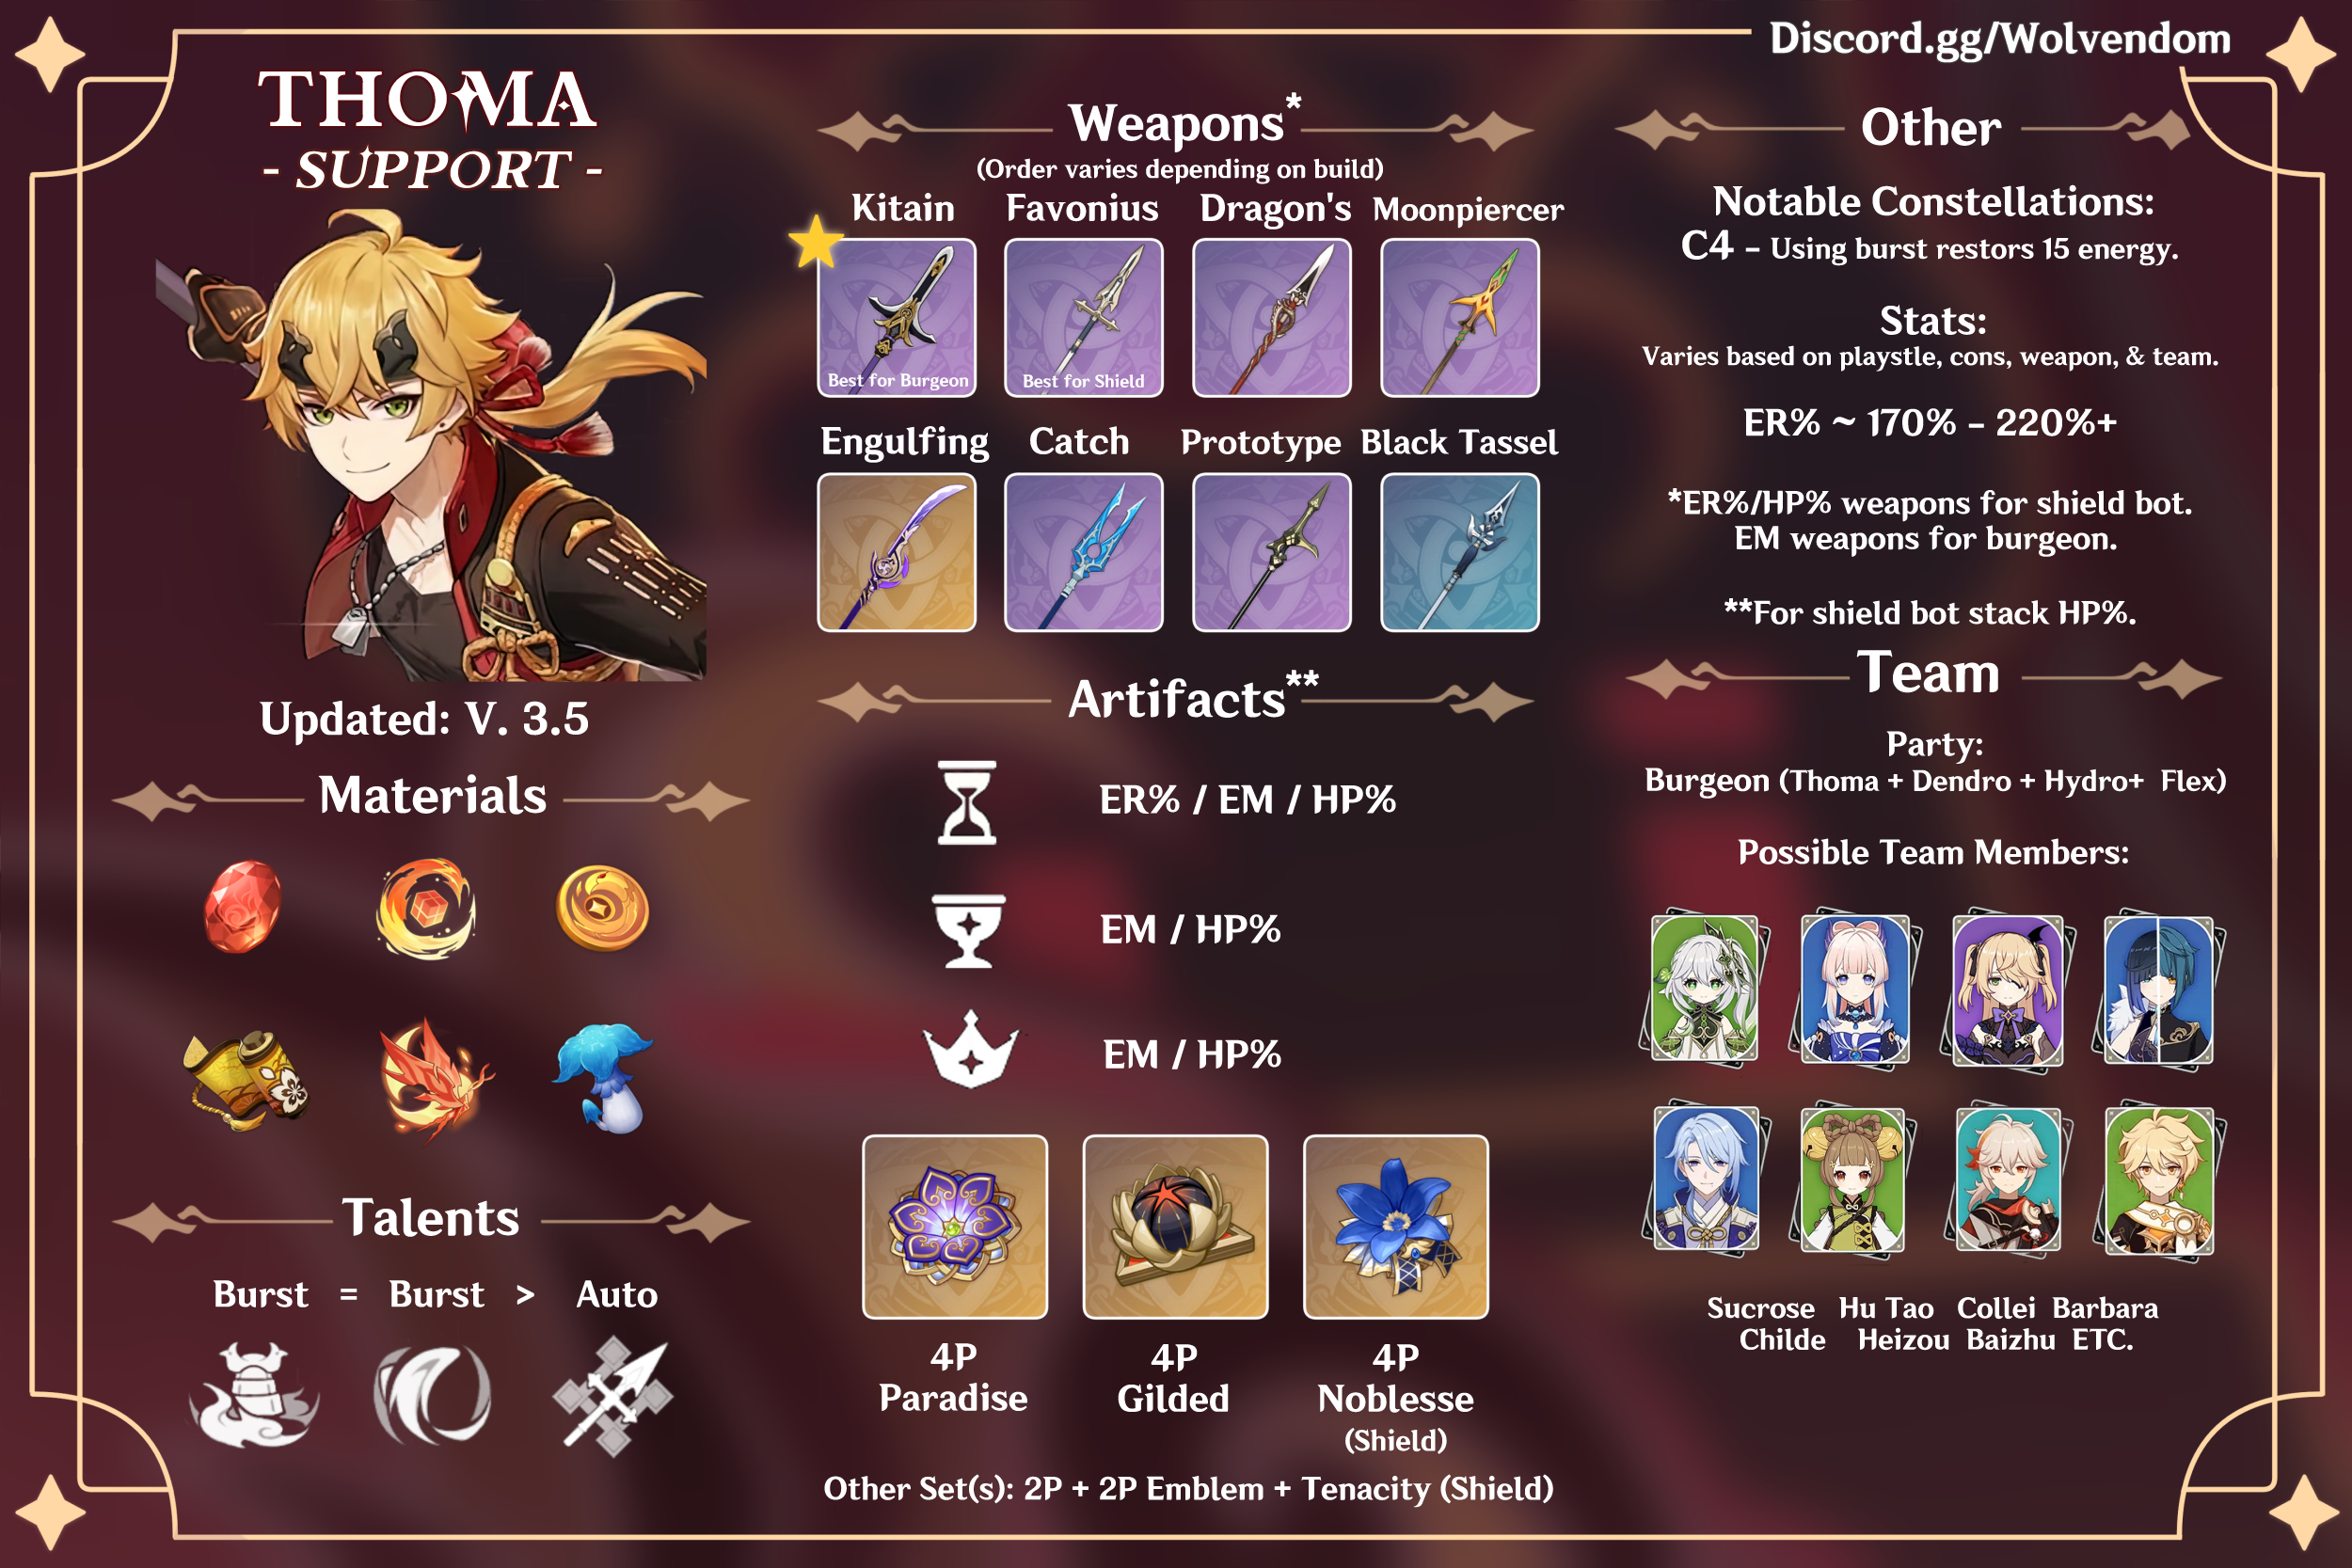 Discord.gg/Wolvendom
THOMA
- SUPPORT -
Updated: V. 3.5
Materials
Talents
Burst = Burst > Auto
Weapons*
(Order varies depending on build)
Kitain Favonius Dragon's Moonpiercer
Best for Burgeon Best for Shield
Engulfing Catch Prototype Black Tassel
Artifacts**
ER% / EM / HP%
EM / HP%
EM / HP%
4P 4P 4P
Paradise Gilded Noblesse
(Shield)
Other Set(s): 2P + 2P Emblem + Tenacity (Shield)
Other
Notable Constellations:
C4 - Using burst restors 15 energy.
Stats:
Varies based on playstle, cons, weapon, & team.
ER% ~ 170% - 220%+
*ER%/HP% weapons for shield bot.
EM weapons for burgeon.
**For shield bot stack HP%.
Team
Party:
Burgeon (Thoma + Dendro + Hydro+ Flex)
Possible Team Members:
Sucrose Hu Tao Collei Barbara
Childe Heizou Baizhu ETC.